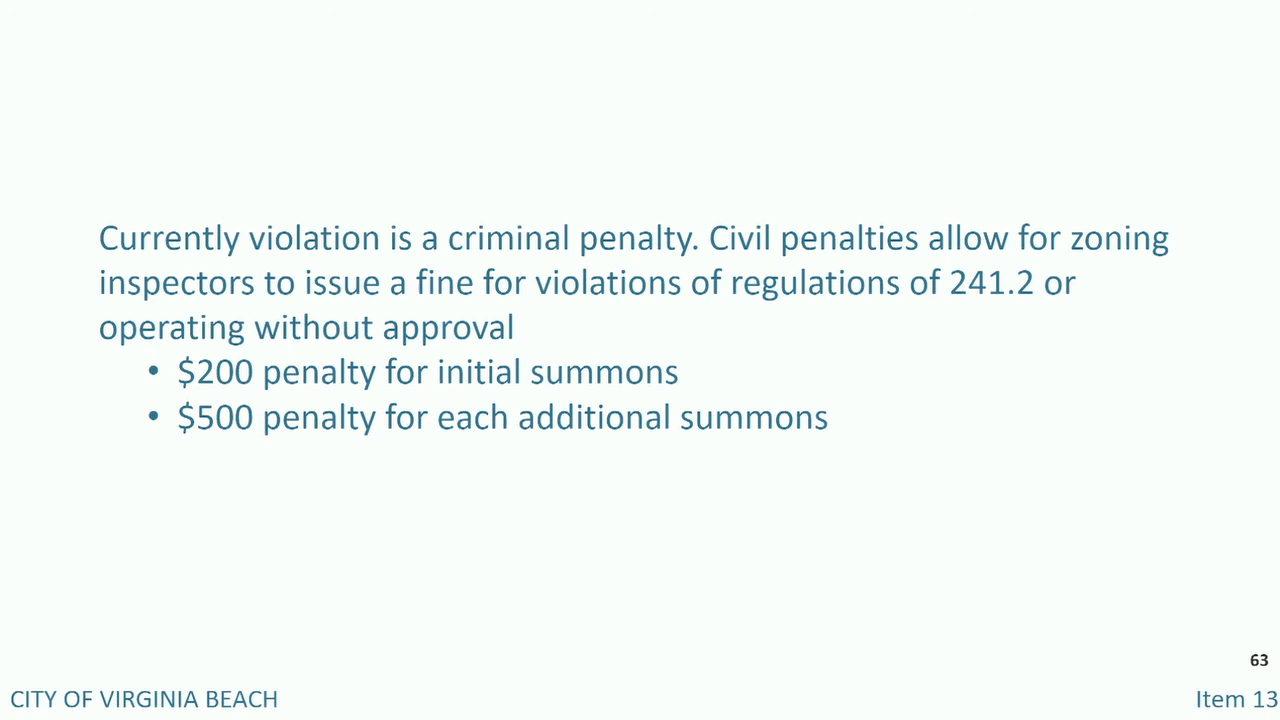 Currently violation is a criminal penalty. Civil penalties allow for zoning
inspectors to issue a fine for violations of regulations of 241.2 or
operating without approval
• $200 penalty for initial summons
• $500 penalty for each additional summons
63
CITY OF VIRGINIA BEACH
Item 13